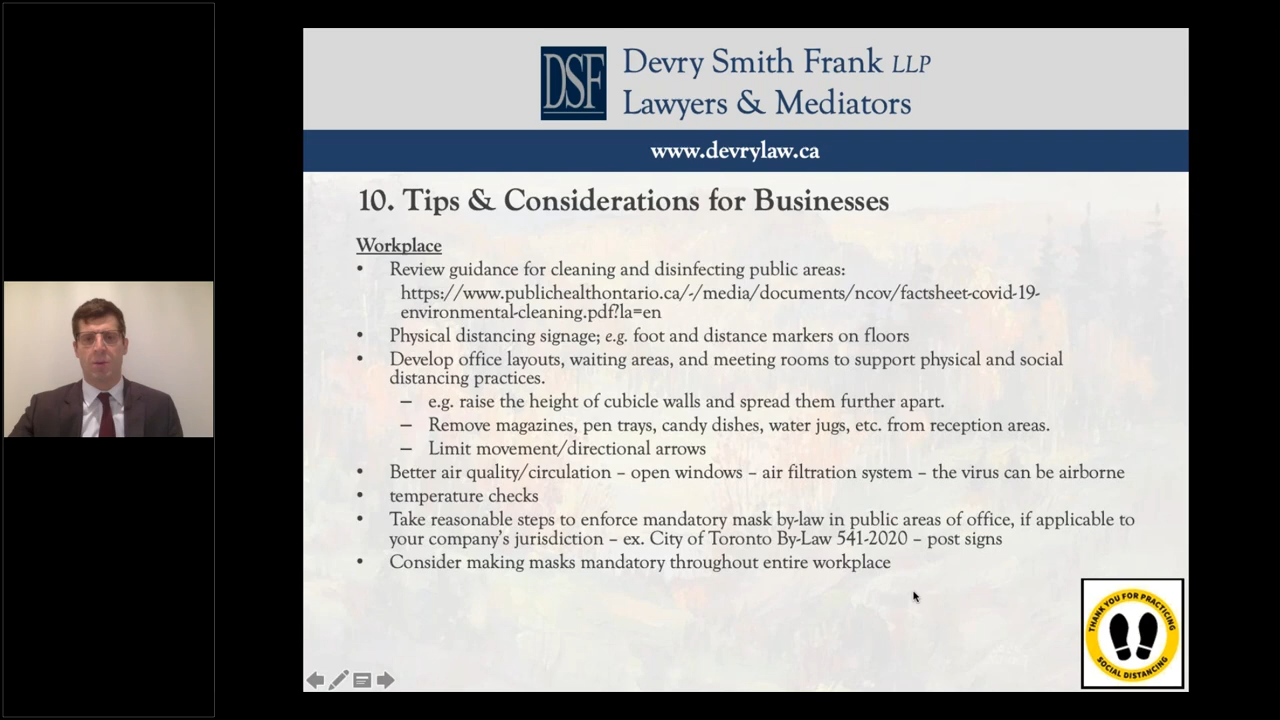 DSF
Devry Smith Frank LLP
Lawyers & Mediators
www.devrylaw.ca
10. Tips & Considerations for Businesses
Workplace
• Review guidance for cleaning and disinfecting public areas:
https://www.publichealthontario.ca/-/media/documents/ncov/factsheet-covid-19-
environmental-cleaning.pdf?la=en
• Physical distancing signage; e.g. foot and distance markers on floors
• Develop office layouts, waiting areas, and meeting rooms to support physical and social
distancing practices.
– e.g. raise the height of cubicle walls and spread them further apart.
– Remove magazines, pen trays, candy dishes, water jugs, etc. from reception areas.
– Limit movement/directional arrows
• Better air quality/circulation – open windows – air filtration system – the virus can be airborne
• temperature checks
• Take reasonable steps to enforce mandatory mask by-law in public areas of office, if applicable to
your company's jurisdiction – ex. City of Toronto By-Law 541-2020 – post signs
• Consider making masks mandatory throughout entire workplace
THANK YOU FOR PRACTICING
SOCIAL DISTANCING